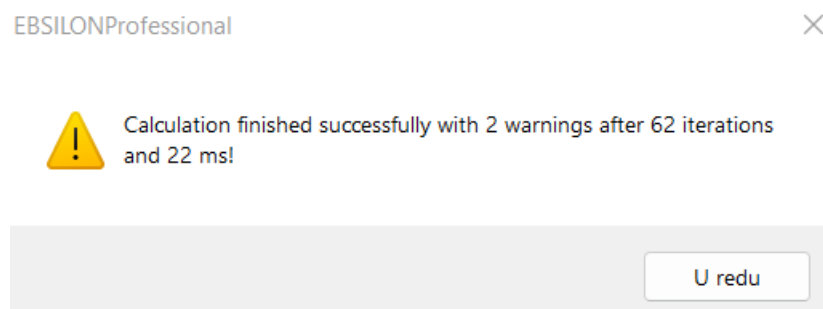 EBSILONProfessional
Calculation finished successfully with 2 warnings after 62 iterations
and 22 ms!
U redu